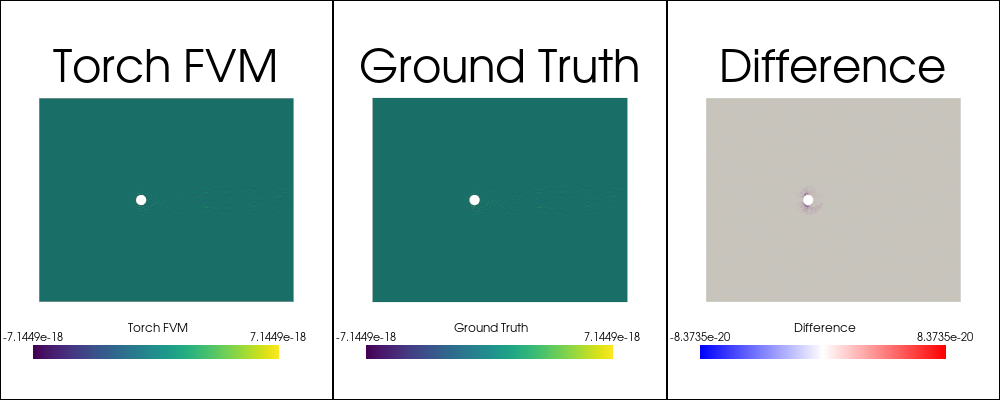 Torch FVM
Ground Truth
Difference
Torch FVM
-7.1449e-18
7.1449e-18
Ground Truth
-7.1449e-18
7.1449e-18
Difference
-8.3735e-20
8.3735e-20